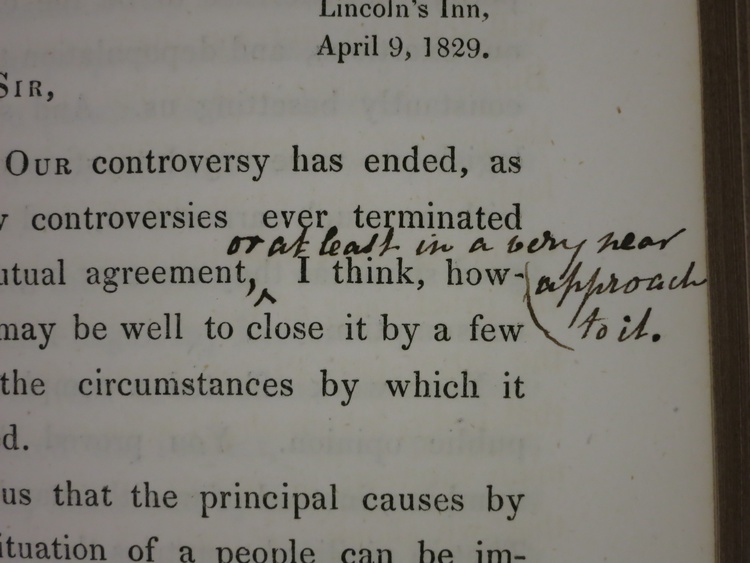 Lincoln's Inn,
April 9, 1829.
SIR,
OUR controversy has ended, as
controversies ever terminated
or at least in a very near
agreement, I think, how-
approach
may be well to close it by a few
to it.
the circumstances by which it
us that the principal causes by
of a people can be im-